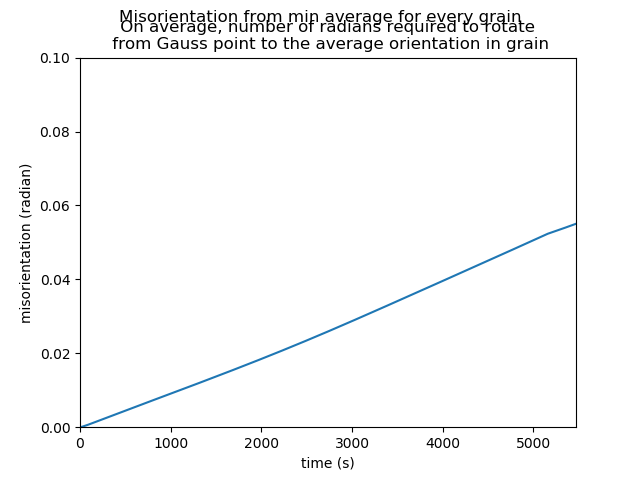 Misorientation from min average for every grain
On average, number of radians required to rotate
from Gauss point to the average orientation in grain
0.10
0.08
0.06
0.04
0.02
0.00
misorientation (radian)
0 1000 2000 3000 4000 5000
time (s)